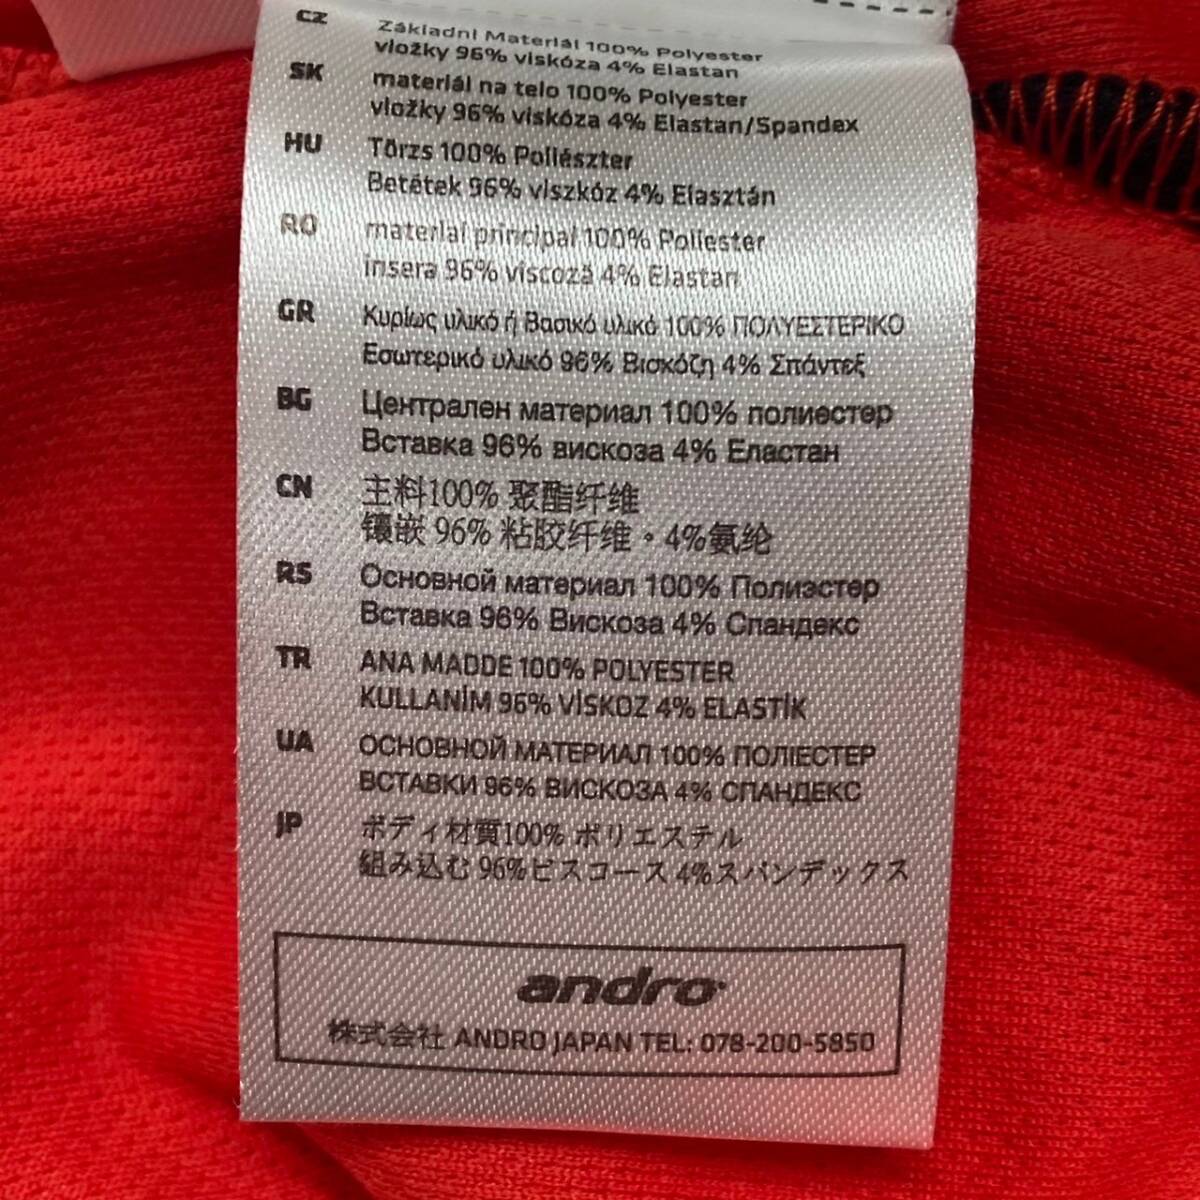 CZ Základní Materiál 100% Polyester
vložky 96% viskóza 4% Elastan
SK materiál na telo 100% Polyester
vložky 96% viskóza 4% Elastan/Spandex
HU Törzs 100% Poliészter
Betétek 96% viszkóz 4% Elasztán
RO material principal 100% Poliester
insera 96% viscoză 4% Elastan
GR Κυρίως υλικό ή Βασικό υλικό 100% ΠΟΛΥΕΣΤΕΡΙΚΟ
Εσωτερικό υλικό 96% Βισκόζη 4% Σπάντεξ
BG Централен материал 100% полиестер
Вставка 96% вискоза 4% Еластан
CN 主料100% 聚酯纤维
镶嵌 96% 粘胶纤维。4%氨纶
RS Основной материал 100% Полиэстер
Вставка 96% Вискоза 4% Спандекс
TR ANA MADDE 100% POLYESTER
KULLANİM 96% VİSKOZ 4% ELASTİK
UA ОСНОВНОЙ МАТЕРИАЛ 100% ПОЛІЕСТЕР
ВСТАВКИ 96% ВИСКОЗА 4% СПАНДЕКС
JP ボディ材質100% ポリエステル
組み込む 96%ビスコース 4%スパンデックス
andro
株式会社 ANDRO JAPAN TEL: 078-200-5850